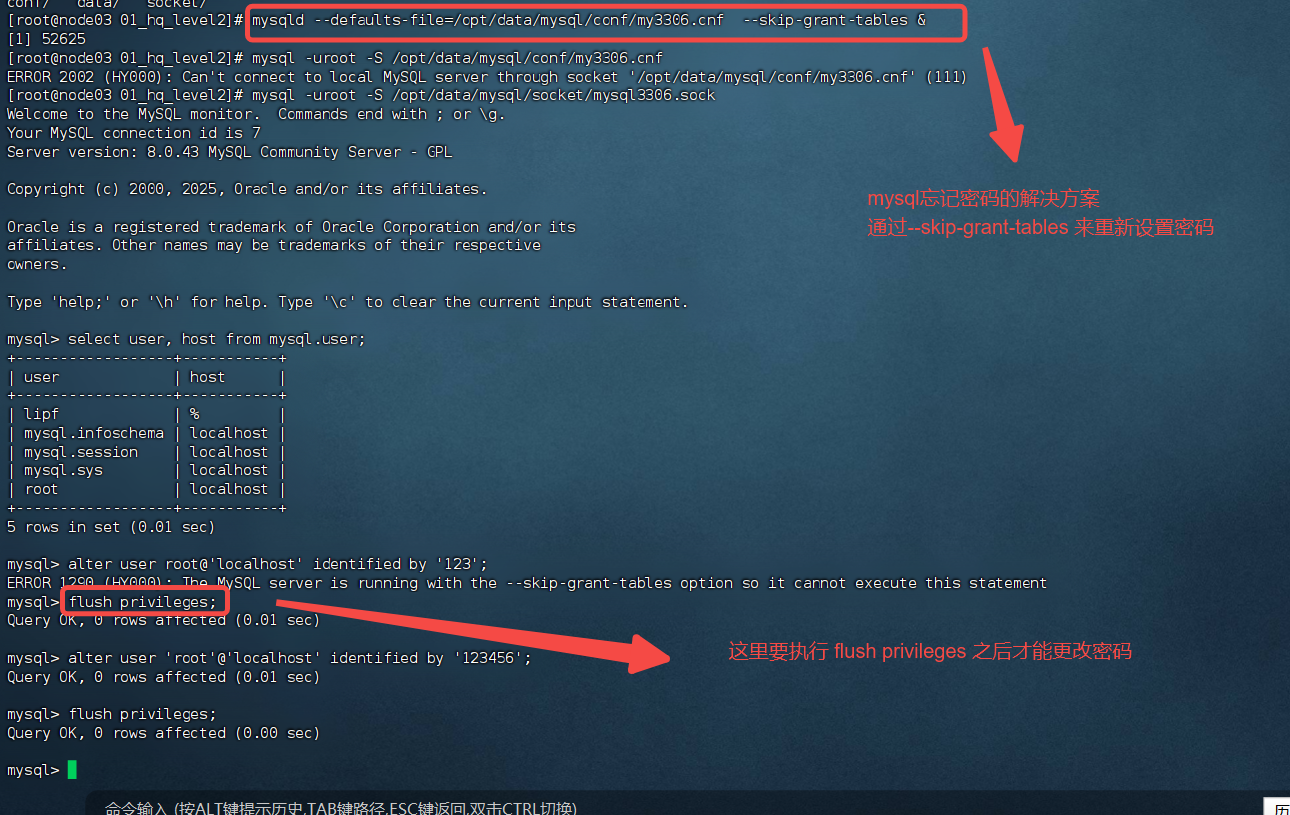 conf/ data/ socket/
[root@node03 01_hq_level2]# mysqld --defaults-file=/opt/data/mysql/conf/my3306.cnf --skip-grant-tables &
[1] 52625
[root@node03 01_hq_level2]# mysql -uroot -S /opt/data/mysql/conf/my3306.cnf
ERROR 2002 (HY000): Can't connect to local MySQL server through socket '/opt/data/mysql/conf/my3306.cnf' (111)
[root@node03 01_hq_level2]# mysql -uroot -S /opt/data/mysql/socket/mysql3306.sock
Welcome to the MySQL monitor.  Commands end with ; or \g.
Your MySQL connection id is 7
Server version: 8.0.43 MySQL Community Server - GPL
Copyright (c) 2000, 2025, Oracle and/or its affiliates.
mysql忘记密码的解决方案
通过--skip-grant-tables 来重新设置密码
Oracle is a registered trademark of Oracle Corporation and/or its
affiliates. Other names may be trademarks of their respective
owners.
Type 'help;' or '\h' for help. Type '\c' to clear the current input statement.
mysql> select user, host from mysql.user;
+------------------+-----------+
| user             | host      |
+------------------+-----------+
| lipf             | %         |
| mysql.infoschema | localhost |
| mysql.session    | localhost |
| mysql.sys        | localhost |
| root             | localhost |
+------------------+-----------+
5 rows in set (0.01 sec)
mysql> alter user root@'localhost' identified by '123';
ERROR 1290 (HY000): The MySQL server is running with the --skip-grant-tables option so it cannot execute this statement
mysql> flush privileges;
Query OK, 0 rows affected (0.01 sec)
这里要执行 flush privileges 之后才能更改密码
mysql> alter user 'root'@'localhost' identified by '123456';
Query OK, 0 rows affected (0.01 sec)
mysql> flush privileges;
Query OK, 0 rows affected (0.00 sec)
mysql>
命令输入 (按ALT键提示历史,TAB键路径,ESC键返回,双击CTRL切换)
历